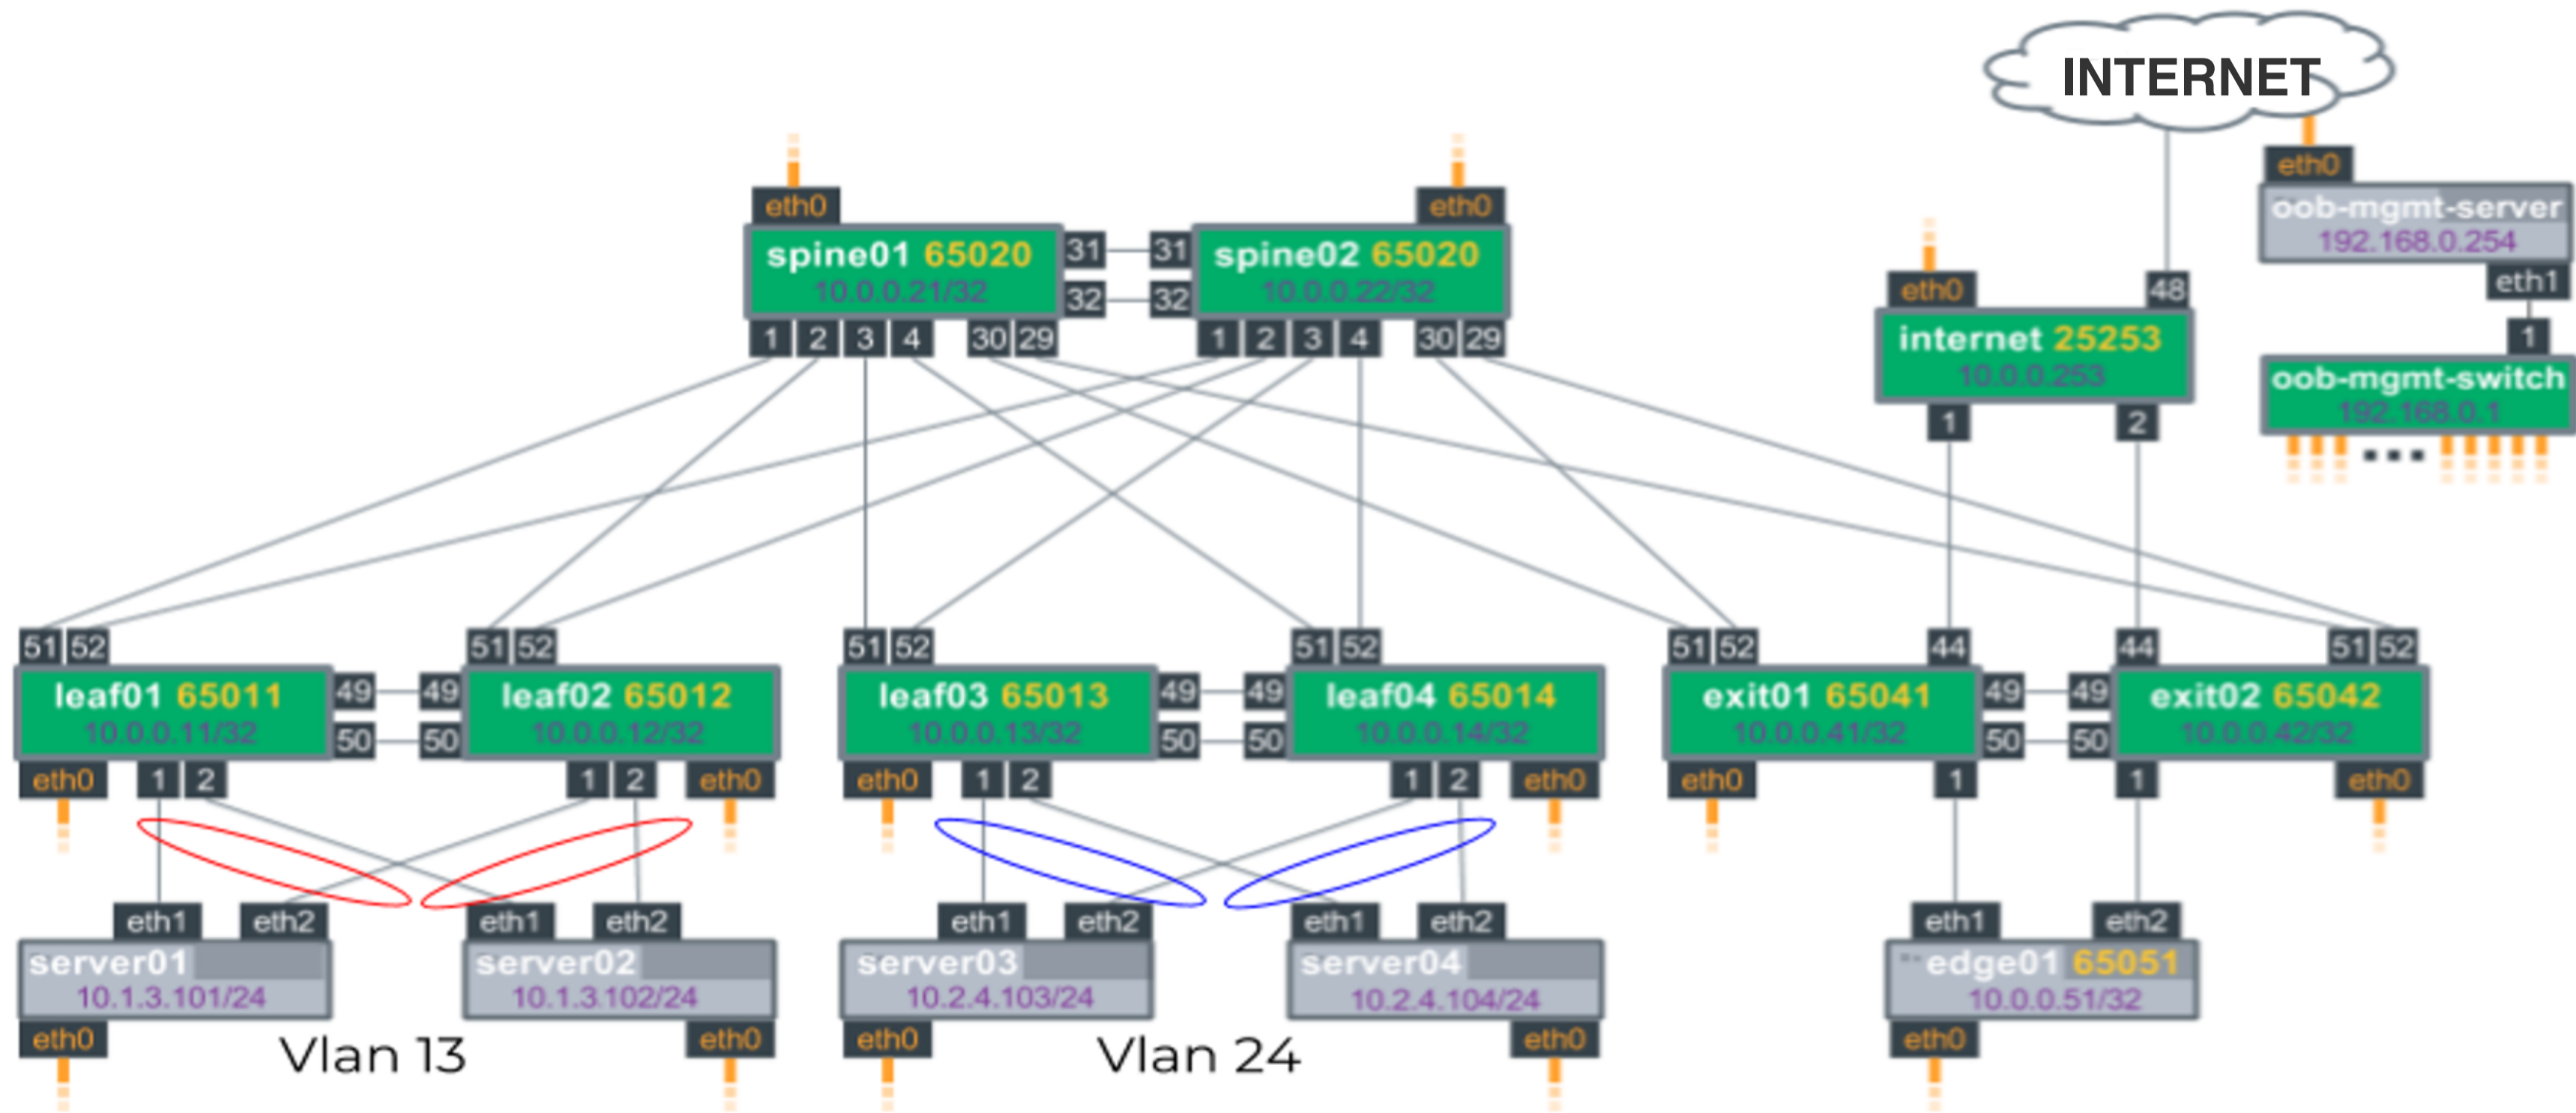 INTERNET
eth0
oob-mgmt-server
192.168.0.254
eth1
1
oob-mgmt-switch
192.168.0.1
eth0
eth0
spine01 65020
10.0.0.21/32
31
31
32
32
spine02 65020
10.0.0.22/32
1 2 3 4 30 29
1 2 3 4 30 29
eth0
48
internet 25253
10.0.0.253
1
2
51 52
51 52
51 52
51 52
51 52
44
44
51 52
leaf01 65011
10.0.0.11/32
49
49
50
50
leaf02 65012
10.0.0.12/32
leaf03 65013
10.0.0.13/32
49
49
50
50
leaf04 65014
10.0.0.14/32
exit01 65041
10.0.0.41/32
49
49
50
50
exit02 65042
10.0.0.42/32
eth0 1 2
1 2 eth0
eth0 1 2
1 2 eth0
eth0
1
1
eth0
eth1
eth2
eth1
eth2
eth1
eth2
eth1
eth2
eth1
eth2
server01
10.1.3.101/24
server02
10.1.3.102/24
server03
10.2.4.103/24
server04
10.2.4.104/24
edge01 65051
10.0.0.51/32
eth0
Vlan 13
eth0
eth0
Vlan 24
eth0
eth0